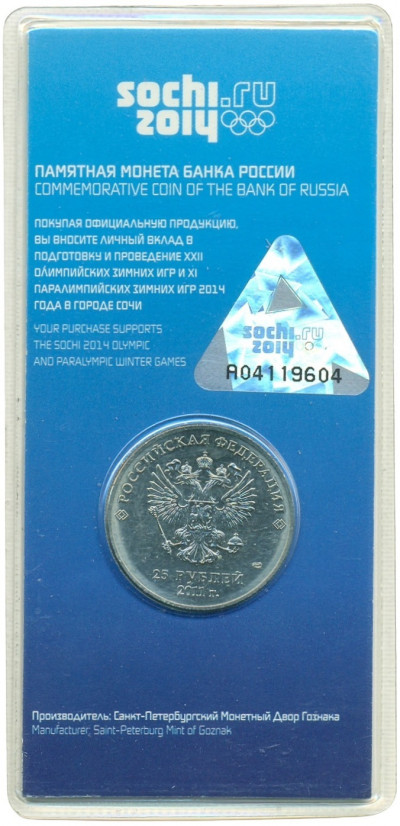 sochi.ru
2014
ПАМЯТНАЯ МОНЕТА БАНКА РОССИИ
COMMEMORATIVE COIN OF THE BANK OF RUSSIA
ПОКУПАЯ ОФИЦИАЛЬНУЮ ПРОДУКЦИЮ,
ВЫ ВНОСИТЕ ЛИЧНЫЙ ВКЛАД В
ПОДГОТОВКУ И ПРОВЕДЕНИЕ XXII
ОЛИМПИЙСКИХ ЗИМНИХ ИГР И XI
ПАРАЛИМПИЙСКИХ ЗИМНИХ ИГР 2014
ГОДА В ГОРОДЕ СОЧИ
YOUR PURCHASE SUPPORTS
THE SOCHI 2014 OLYMPIC
AND PARALYMPIC WINTER GAMES
sochi.ru
2014
A04119604
РОССИЙСКАЯ ФЕДЕРАЦИЯ
25 РУБЛЕЙ
2011 г.
Производитель: Санкт-Петербургский Монетный Двор Гознака
Manufacturer, Saint-Peterburg Mint of Goznak